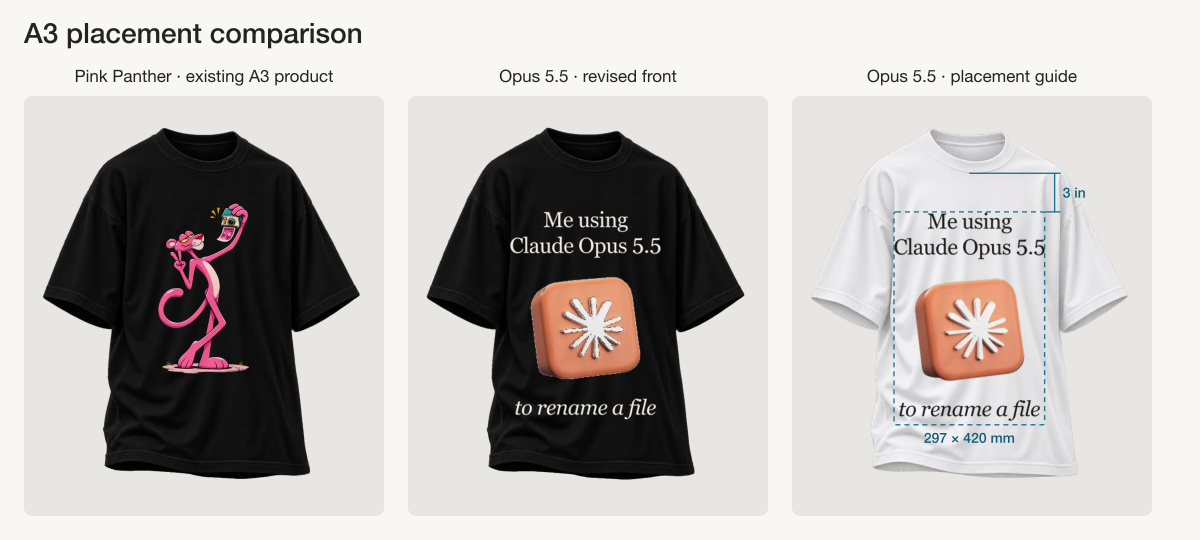 A3 placement comparison
Pink Panther · existing A3 product
Opus 5.5 · revised front
Opus 5.5 · placement guide
Me using
Claude Opus 5.5
to rename a file
3 in
Me using
Claude Opus 5.5
to rename a file
297 × 420 mm